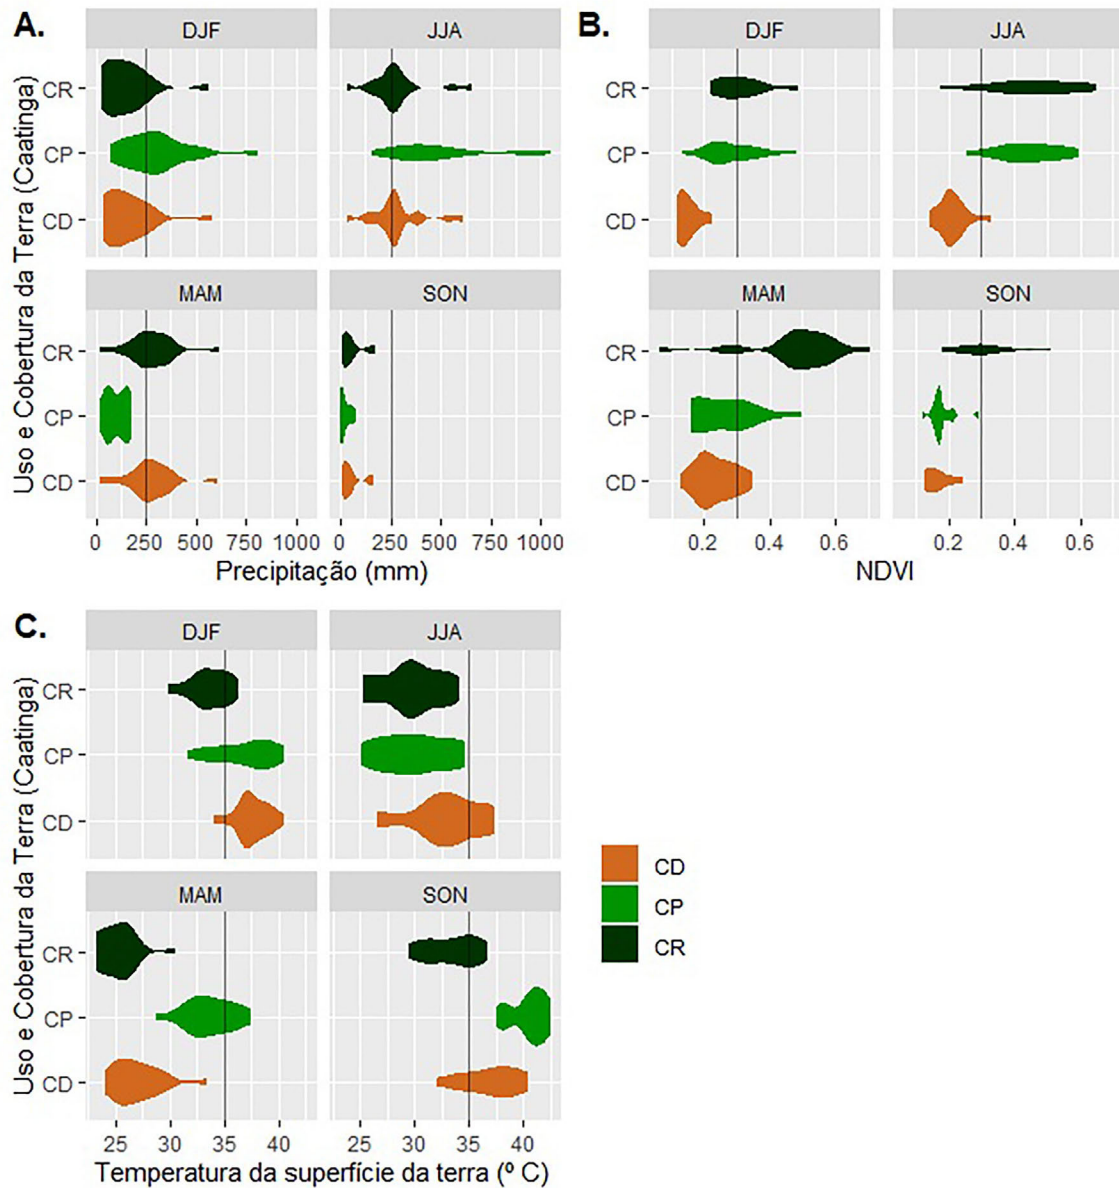 A.
DJF
JJA
Uso e Cobertura da Terra (Caatinga)
CR
CP
CD
MAM
SON
CR
CP
CD
0 250 500 750 1000 0 250 500 750 1000
Precipitação (mm)
B.
DJF
JJA
CR
CP
CD
MAM
SON
CR
CP
CD
0.2 0.4 0.6 0.2 0.4 0.6
NDVI
C.
DJF
JJA
Uso e Cobertura da Terra (Caatinga)
CR
CP
CD
MAM
SON
CR
CP
CD
25 30 35 40 25 30 35 40
Temperatura da superfície da terra (º C)
CD
CP
CR